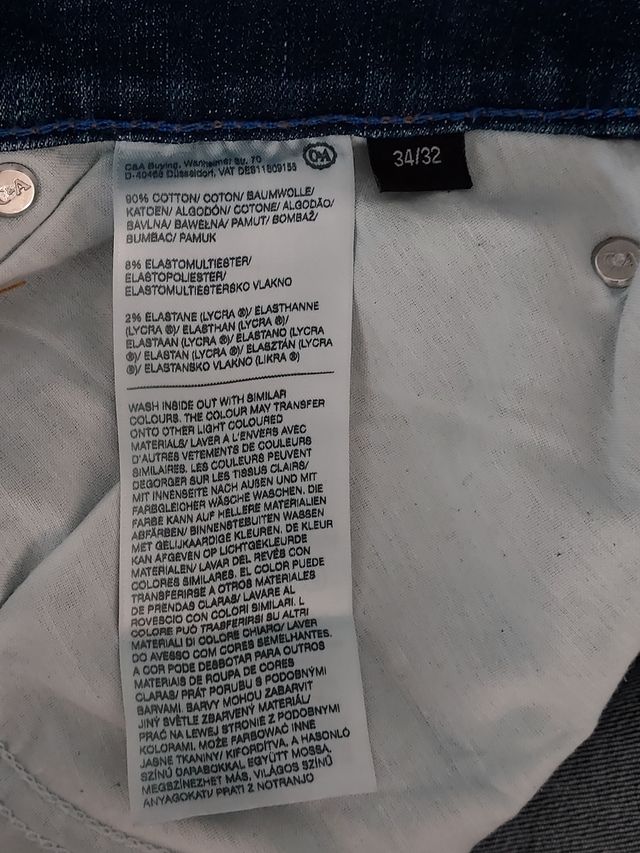 C&A Buying, Wanheimer Str. 70
D-40468 Düsseldorf, VAT DE811809155
C&A
34/32
C&A
C&A
90% COTTON/ COTON/ BAUMWOLLE/
KATOEN/ ALGODÓN/ COTONE/ ALGODÃO/
BAVLNA/ BAWEŁNA/ PAMUT/ BOMBAŽ/
BUMBAC/ PAMUK
8% ELASTOMULTIESTER/
ELASTOPOLIESTER/
ELASTOMULTIESTERSKO VLAKNO
2% ELASTANE (LYCRA ®)/ ELASTHANNE
(LYCRA ®)/ ELASTHAN (LYCRA ®)/
ELASTAAN (LYCRA ®)/ ELASTANO (LYCRA
®)/ ELASTAN (LYCRA ®)/ ELASZTÁN (LYCRA
®)/ ELASTANSKO VLAKNO (LIKRA ®)
WASH INSIDE OUT WITH SIMILAR
COLOURS. THE COLOUR MAY TRANSFER
ONTO OTHER LIGHT COLOURED
MATERIALS/ LAVER A L'ENVERS AVEC
D'AUTRES VETEMENTS DE COULEURS
SIMILAIRES. LES COULEURS PEUVENT
DEGORGER SUR LES TISSUS CLAIRS/
MIT INNENSEITE NACH AUßEN UND MIT
FARBGLEICHER WÄSCHE WASCHEN. DIE
FARBE KANN AUF HELLERE MATERIALIEN
ABFÄRBEN/ BINNENSTEBUITEN WASSEN
MET GELIJKAARDIGE KLEUREN. DE KLEUR
KAN AFGEVEN OP LICHTGEKLEURDE
MATERIALEN/ LAVAR DEL REVÉS CON
COLORES SIMILARES. EL COLOR PUEDE
TRANSFERIRSE A OTROS MATERIALES
DE PRENDAS CLARAS/ LAVARE AL
ROVESCIO CON COLORI SIMILARI. L
COLORE PUÒ TRASFERIRSI SU ALTRI
MATERIALI DI COLORE CHIARO/ LAVER
DO AVESSO COM CORES SEMELHANTES.
A COR PODE DESBOTAR PARA OUTROS
MATERIAIS DE ROUPA DE CORES
CLARAS/ PRÁT PORUBU S PODOBNÝMI
BARVAMI. BARVY MOHOU ZABARVIT
JINÝ SVĚTLE ZBARVENÝ MATERIÁL/
PRAĆ NA LEWEJ STRONIE Z PODOBNYMI
KOLORAMI. MOŻE FARBOWAĆ INNE
JASNE TKANINY/ KIFORDÍTVA, A HASONLÓ
SZÍNŰ DARABOKKAL EGYÜTT MOSSA.
MEGSZÍNEZHET MÁS, VILÁGOS SZÍNŰ
ANYAGOKAT/ PRATI Z NOTRANJO